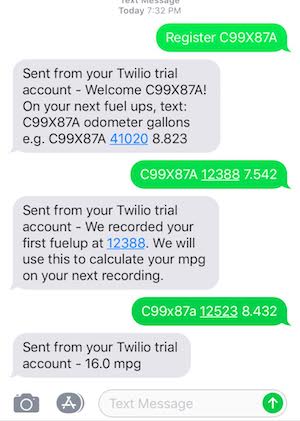 Text Message
Today 7:32 PM
Register C99X87A
Sent from your Twilio trial
account - Welcome C99X87A!
On your next fuel ups, text:
C99X87A odometer gallons
e.g. C99X87A 41020 8.823
C99X87A 12388 7.542
Sent from your Twilio trial
account - We recorded your
first fuelup at 12388. We will
use this to calculate your mpg
on your next recording.
C99x87a 12523 8.432
Sent from your Twilio trial
account - 16.0 mpg
Text Message